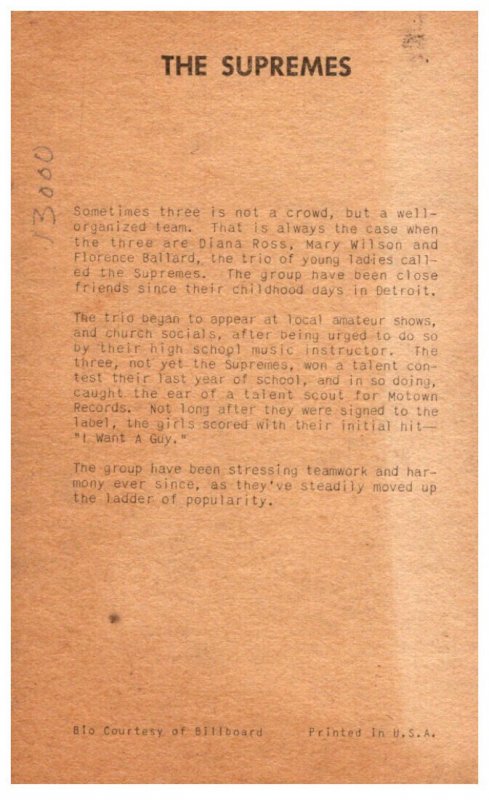 THE SUPREMES
13000
Sometimes three is not a crowd, but a well-
organized team. That is always the case when
the three are Diana Ross, Mary Wilson and
Florence Ballard, the trio of young ladies call-
ed the Supremes. The group have been close
friends since their childhood days in Detroit.
The trio began to appear at local amateur shows,
and church socials, after being urged to do so
by their high school music instructor. The
three, not yet the Supremes, won a talent con-
test their last year of school, and in so doing,
caught the ear of a talent scout for Motown
Records. Not long after they were signed to the
label, the girls scored with their initial hit—
"I Want A Guy."
The group have been stressing teamwork and har-
mony ever since, as they've steadily moved up
the ladder of popularity.
Bio Courtesy of Billboard Printed in U.S.A.